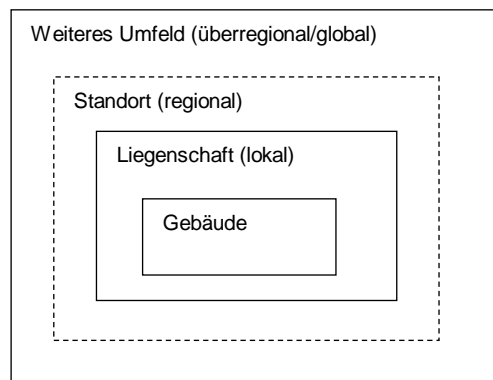 Weiteres Umfeld (überregional/global)
Standort (regional)
Liegenschaft (lokal)
Gebäude